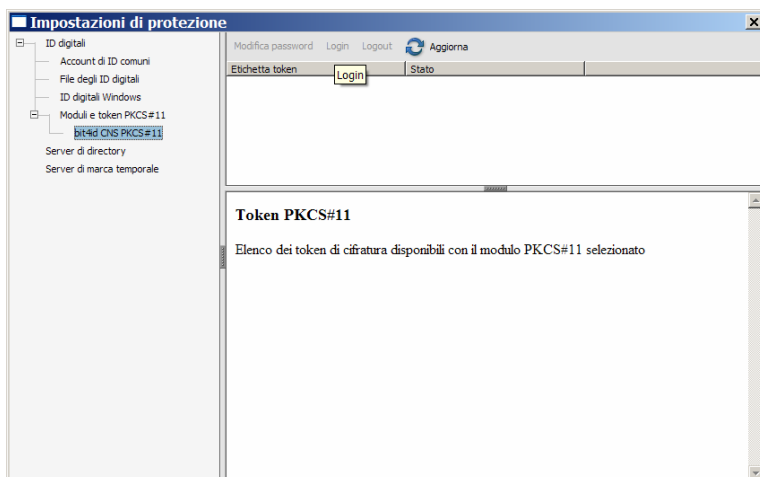 Impostazioni di protezione
ID digitali
Account di ID comuni
File degli ID digitali
ID digitali Windows
Moduli e token PKCS#11
bit4id CNS PKCS#11
Server di directory
Server di marca temporale
Modifica password Login Logout Aggiorna
Etichetta token Stato
Login
Token PKCS#11
Elenco dei token di cifratura disponibili con il modulo PKCS#11 selezionato